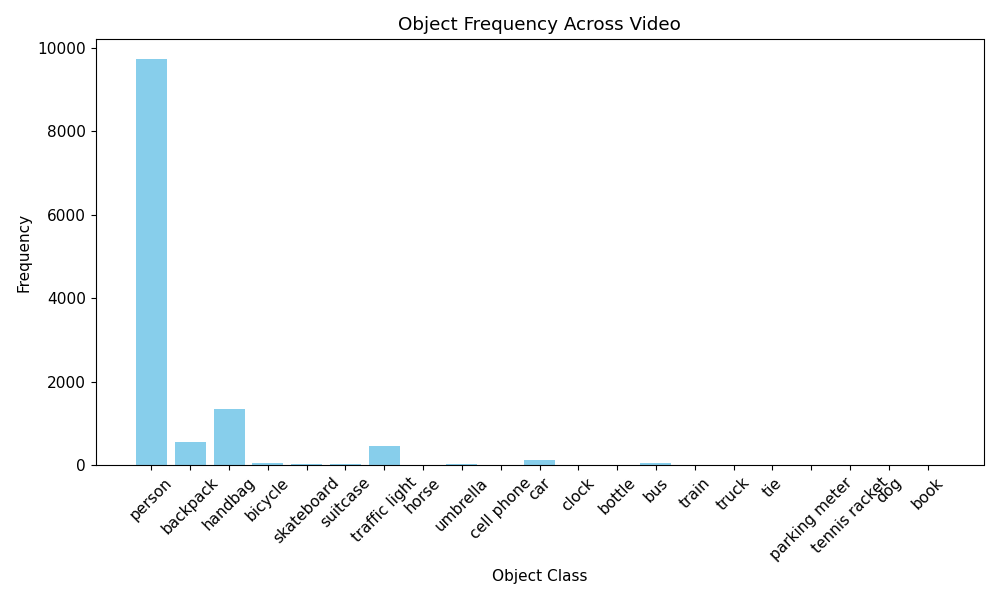 Object Frequency Across Video
Frequency
10000
8000
6000
4000
2000
0
person
backpack
handbag
bicycle
skateboard
suitcase
traffic light
horse
umbrella
cell phone
car
clock
bottle
bus
train
truck
tie
parking meter
tennis racket
dog
book
Object Class